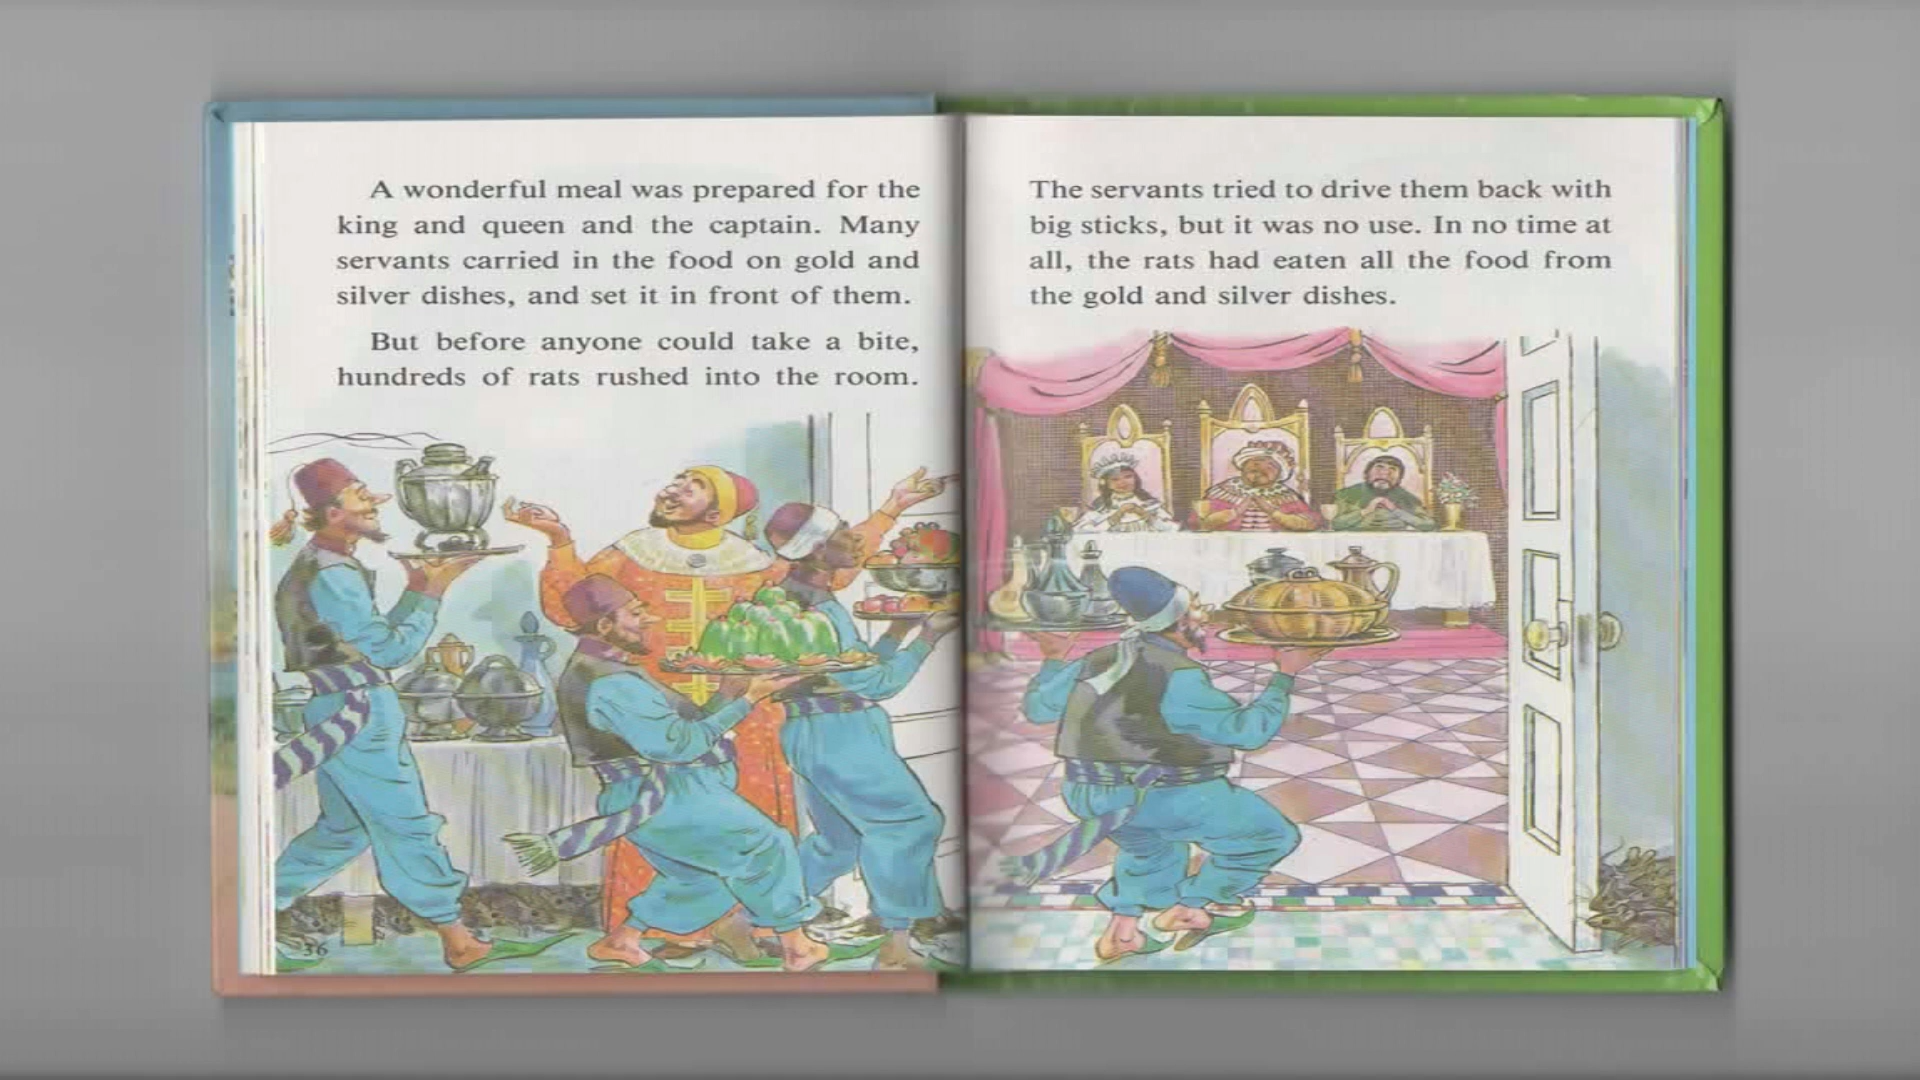 A wonderful meal was prepared for the
king and queen and the captain. Many
servants carried in the food on gold and
silver dishes, and set it in front of them.
But before anyone could take a bite,
hundreds of rats rushed into the room.
36
The servants tried to drive them back with
big sticks, but it was no use. In no time at
all, the rats had eaten all the food from
the gold and silver dishes.